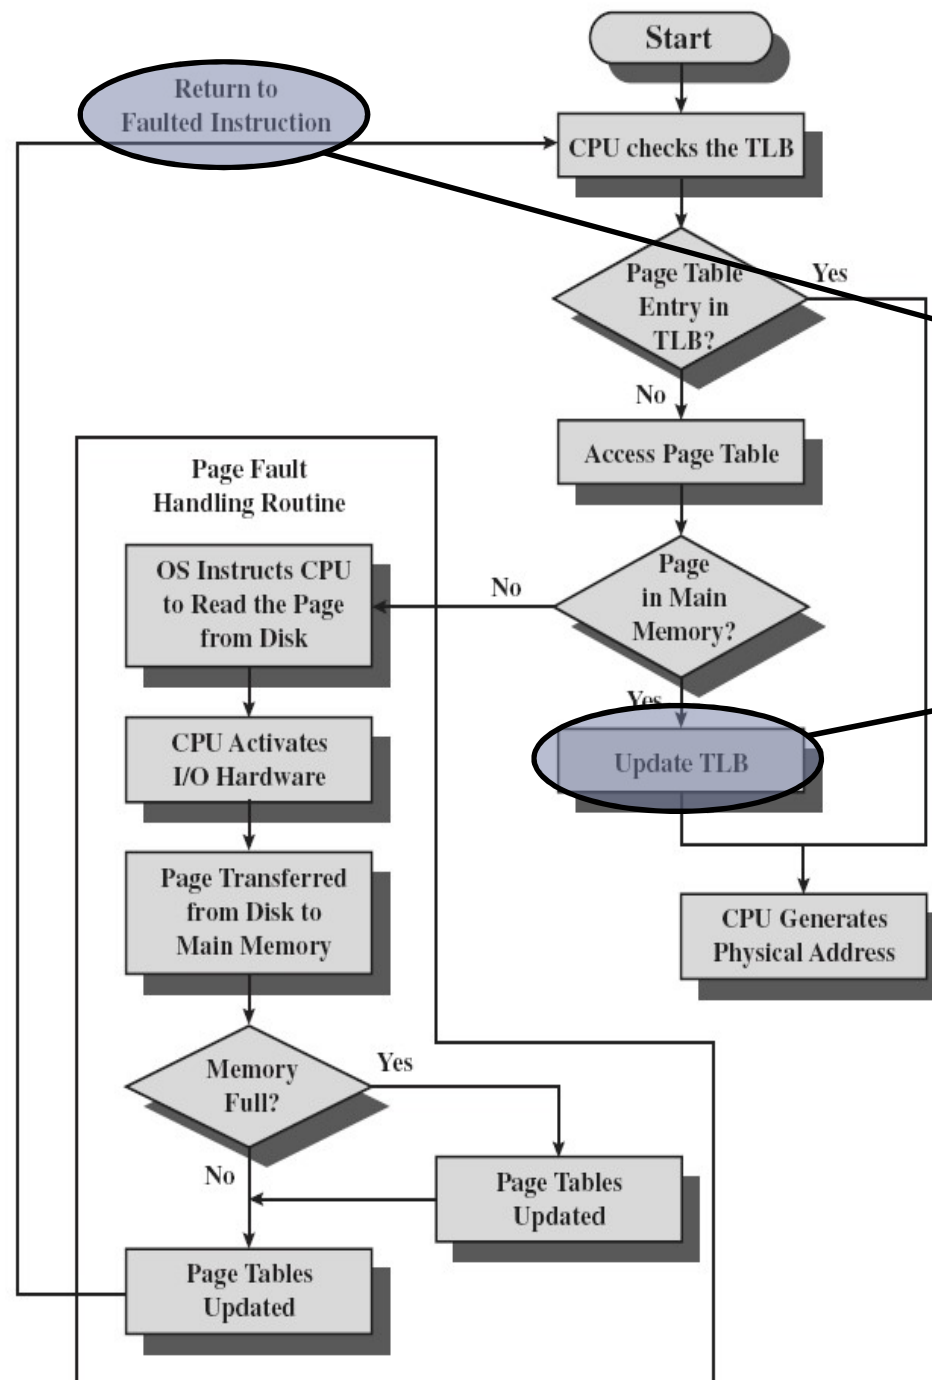 Start
Return to
Faulted Instruction
CPU checks the TLB
Page Table
Entry in
TLB?
Yes
No
Access Page Table
Page Fault
Handling Routine
OS Instructs CPU
to Read the Page
from Disk
No
Page
in Main
Memory?
Yes
CPU Activates
I/O Hardware
Update TLB
Page Transferred
from Disk to
Main Memory
CPU Generates
Physical Address
Memory
Full?
Yes
No
Page Tables
Updated
Page Tables
Updated